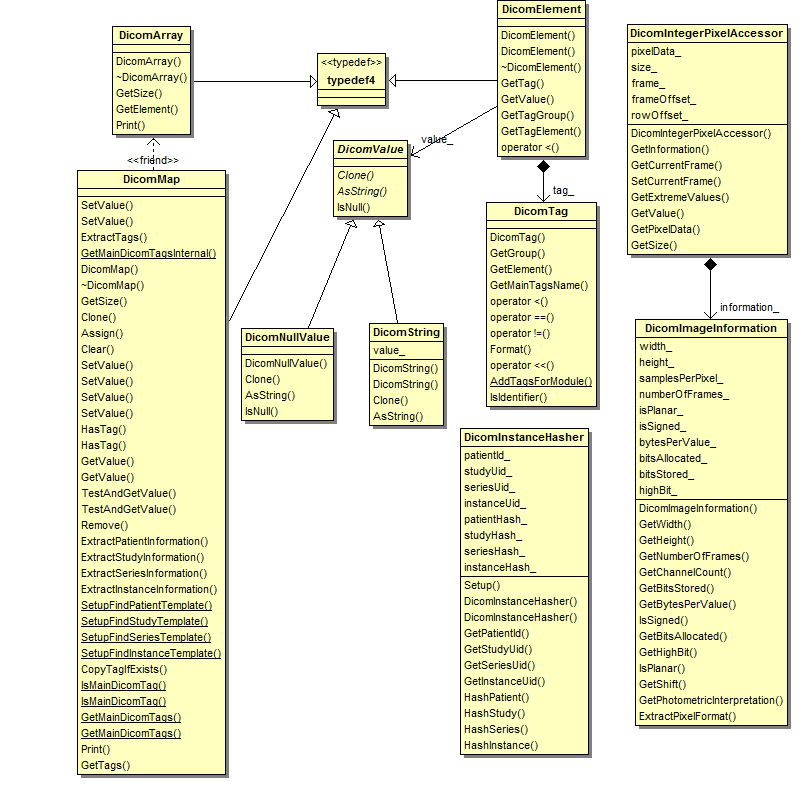 DicomArray
DicomArray()
~DicomArray()
GetSize()
GetElement()
Print()
<<friend>>
DicomMap
SetValue()
SetValue()
ExtractTags()
GetMainDicomTagsInternal()
DicomMap()
~DicomMap()
GetSize()
Clone()
Assign()
Clear()
SetValue()
SetValue()
SetValue()
SetValue()
HasTag()
HasTag()
GetValue()
GetValue()
TestAndGetValue()
TestAndGetValue()
Remove()
ExtractPatientInformation()
ExtractStudyInformation()
ExtractSeriesInformation()
ExtractInstanceInformation()
SetupFindPatientTemplate()
SetupFindStudyTemplate()
SetupFindSeriesTemplate()
SetupFindInstanceTemplate()
CopyTagIfExists()
IsMainDicomTag()
IsMainDicomTag()
GetMainDicomTags()
GetMainDicomTags()
Print()
GetTags()
<<typedef>>
typedef4
DicomValue
Clone()
AsString()
IsNull()
value_
DicomNullValue
DicomNullValue()
Clone()
AsString()
IsNull()
DicomString
value_
DicomString()
DicomString()
Clone()
AsString()
DicomElement
DicomElement()
DicomElement()
~DicomElement()
GetTag()
GetValue()
GetTagGroup()
GetTagElement()
operator <()
tag_
DicomTag
DicomTag()
GetGroup()
GetElement()
GetMainTagsName()
operator <()
operator ==()
operator !=()
Format()
operator <<()
AddTagsForModule()
IsIdentifier()
DicomInstanceHasher
patientId_
studyUid_
seriesUid_
instanceUid_
patientHash_
studyHash_
seriesHash_
instanceHash_
Setup()
DicomInstanceHasher()
DicomInstanceHasher()
GetPatientId()
GetStudyUid()
GetSeriesUid()
GetInstanceUid()
HashPatient()
HashStudy()
HashSeries()
HashInstance()
DicomIntegerPixelAccessor
pixelData_
size_
frame_
frameOffset_
rowOffset_
DicomIntegerPixelAccessor()
GetInformation()
GetCurrentFrame()
SetCurrentFrame()
GetExtremeValues()
GetValue()
GetPixelData()
GetSize()
information_
DicomImageInformation
width_
height_
samplesPerPixel_
numberOfFrames_
isPlanar_
isSigned_
bytesPerValue_
bitsAllocated_
bitsStored_
highBit_
DicomImageInformation()
GetWidth()
GetHeight()
GetNumberOfFrames()
GetChannelCount()
GetBitsStored()
GetBytesPerValue()
IsSigned()
GetBitsAllocated()
GetHighBit()
IsPlanar()
GetShift()
GetPhotometricInterpretation()
ExtractPixelFormat()